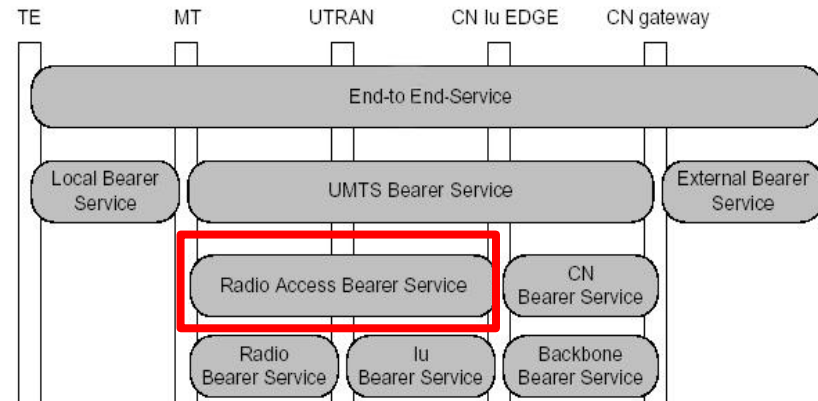 TE MT UTRAN CN Iu EDGE CN gateway
End-to End-Service
Local Bearer
Service
UMTS Bearer Service
External Bearer
Service
Radio Access Bearer Service
CN
Bearer Service
Radio
Bearer Service
Iu
Bearer Service
Backbone
Bearer Service